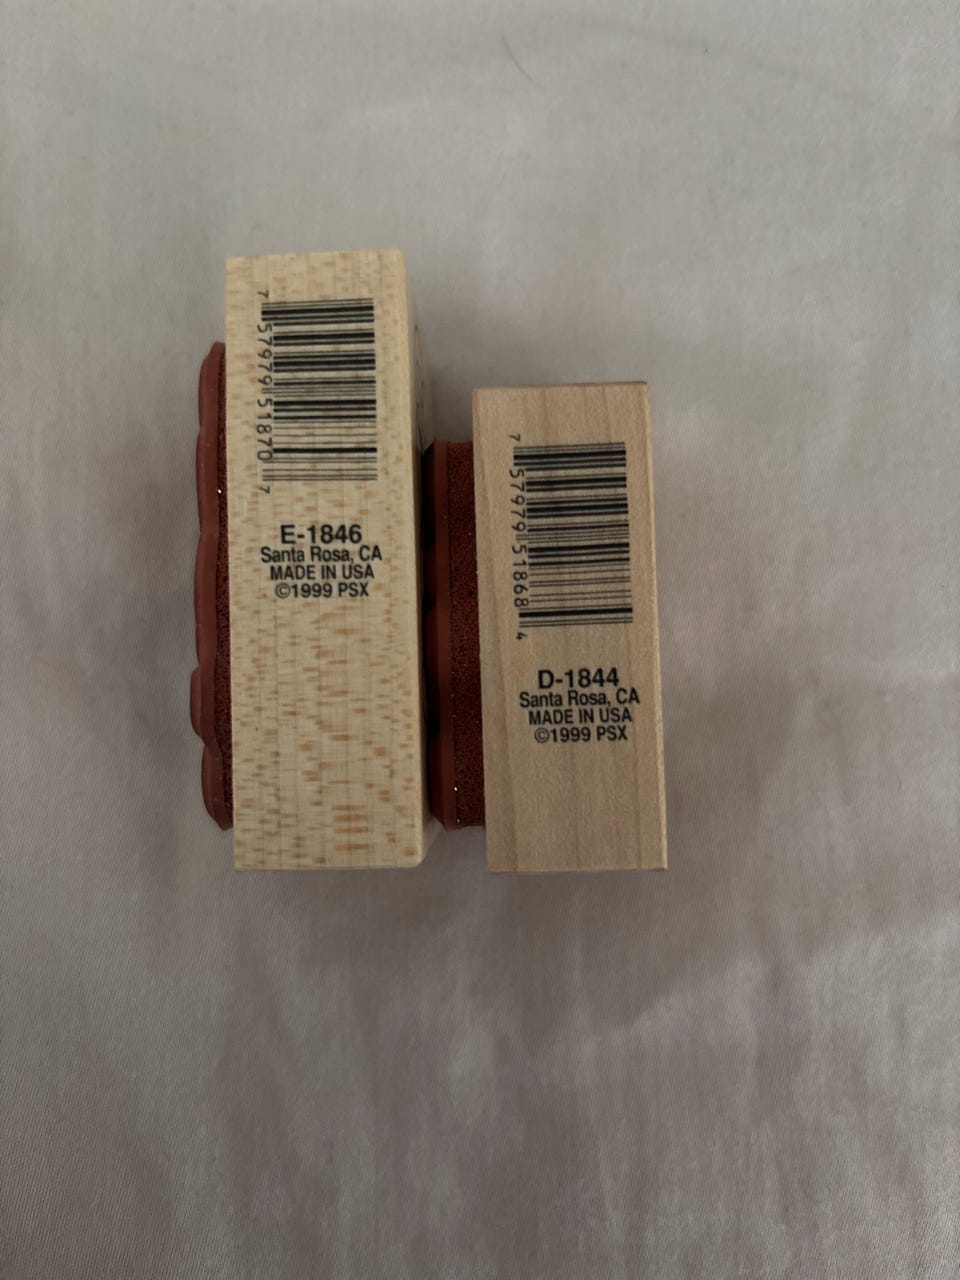 7 57979 51870 7
E-1846
Santa Rosa, CA
MADE IN USA
©1999 PSX
7 57979 51868 4
D-1844
Santa Rosa, CA
MADE IN USA
©1999 PSX